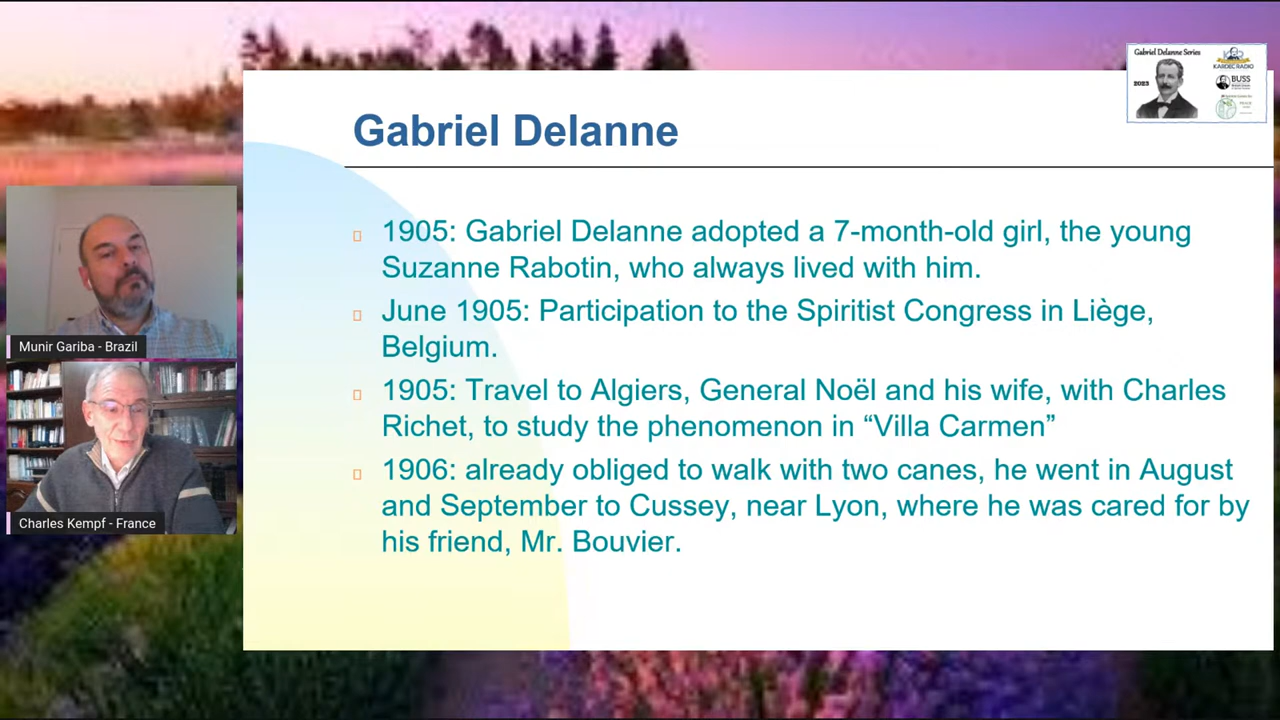 Gabriel Delanne Series
2023
KARDEC RADIO
BUSS
Gabriel Delanne
1905: Gabriel Delanne adopted a 7-month-old girl, the young
Suzanne Rabotin, who always lived with him.
June 1905: Participation to the Spiritist Congress in Liège,
Belgium.
1905: Travel to Algiers, General Noël and his wife, with Charles
Richet, to study the phenomenon in “Villa Carmen”
1906: already obliged to walk with two canes, he went in August
and September to Cussey, near Lyon, where he was cared for by
his friend, Mr. Bouvier.
Munir Gariba - Brazil
Charles Kempf - France